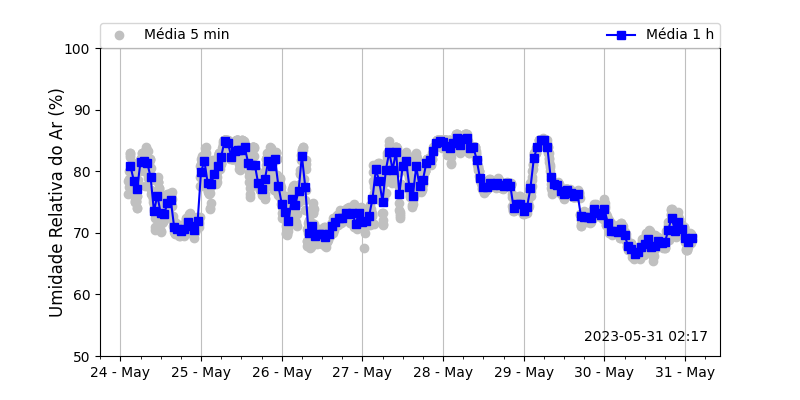 Média 5 min
Média 1 h
Umidade Relativa do Ar (%)
100
90
80
70
60
50
2023-05-31 02:17
24 - May
25 - May
26 - May
27 - May
28 - May
29 - May
30 - May
31 - May